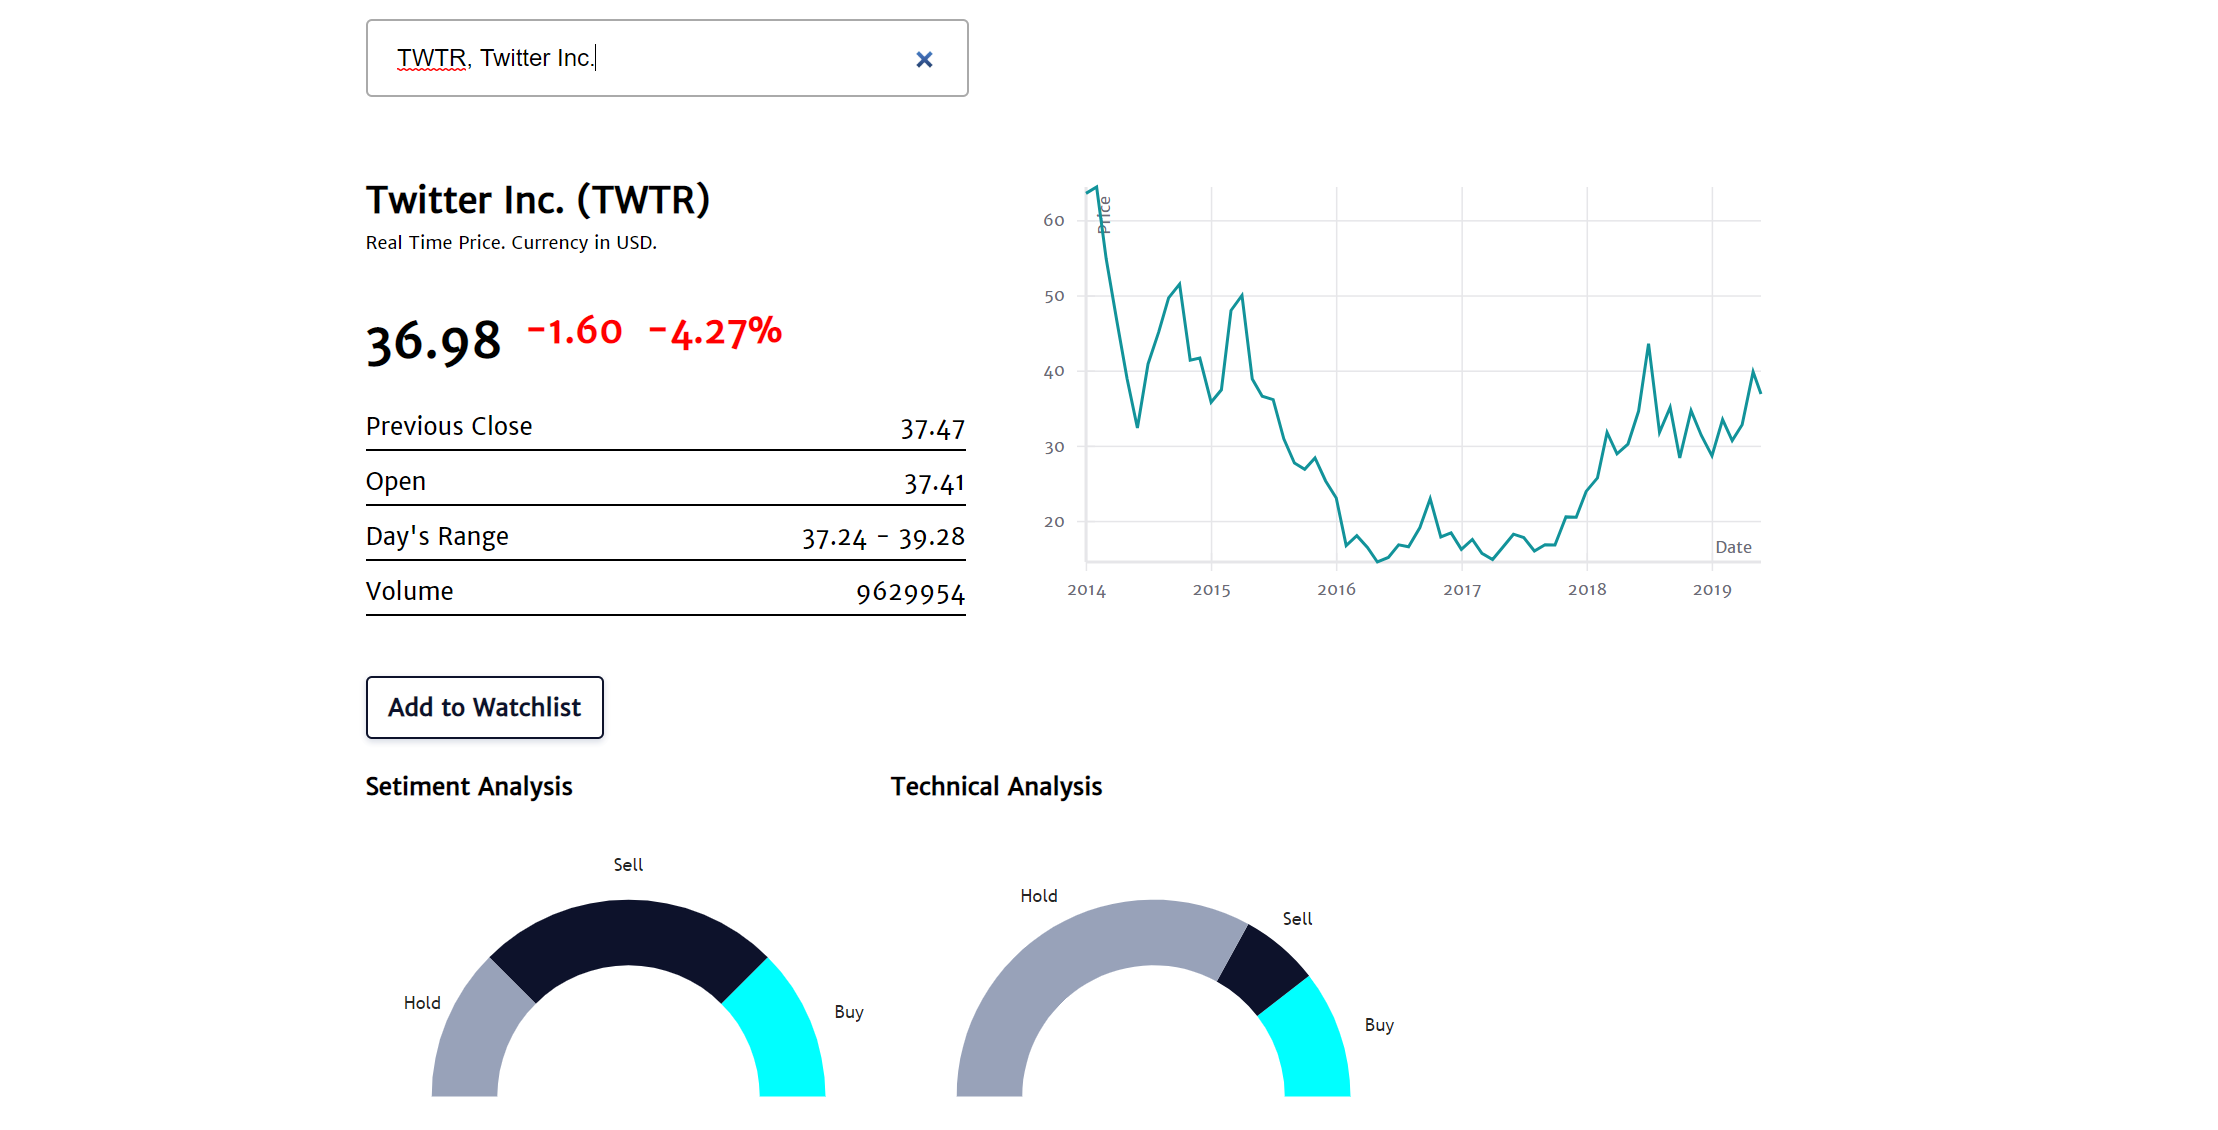 TWTR, Twitter Inc.
Twitter Inc. (TWTR)
Real Time Price. Currency in USD.
36.98 -1.60 -4.27%
Previous Close 37.47
Open 37.41
Day's Range 37.24 - 39.28
Volume 9629954
Price
60
50
40
30
20
Date
2014 2015 2016 2017 2018 2019
Add to Watchlist
Setiment Analysis
Sell
Hold
Buy
Technical Analysis
Hold
Sell
Buy